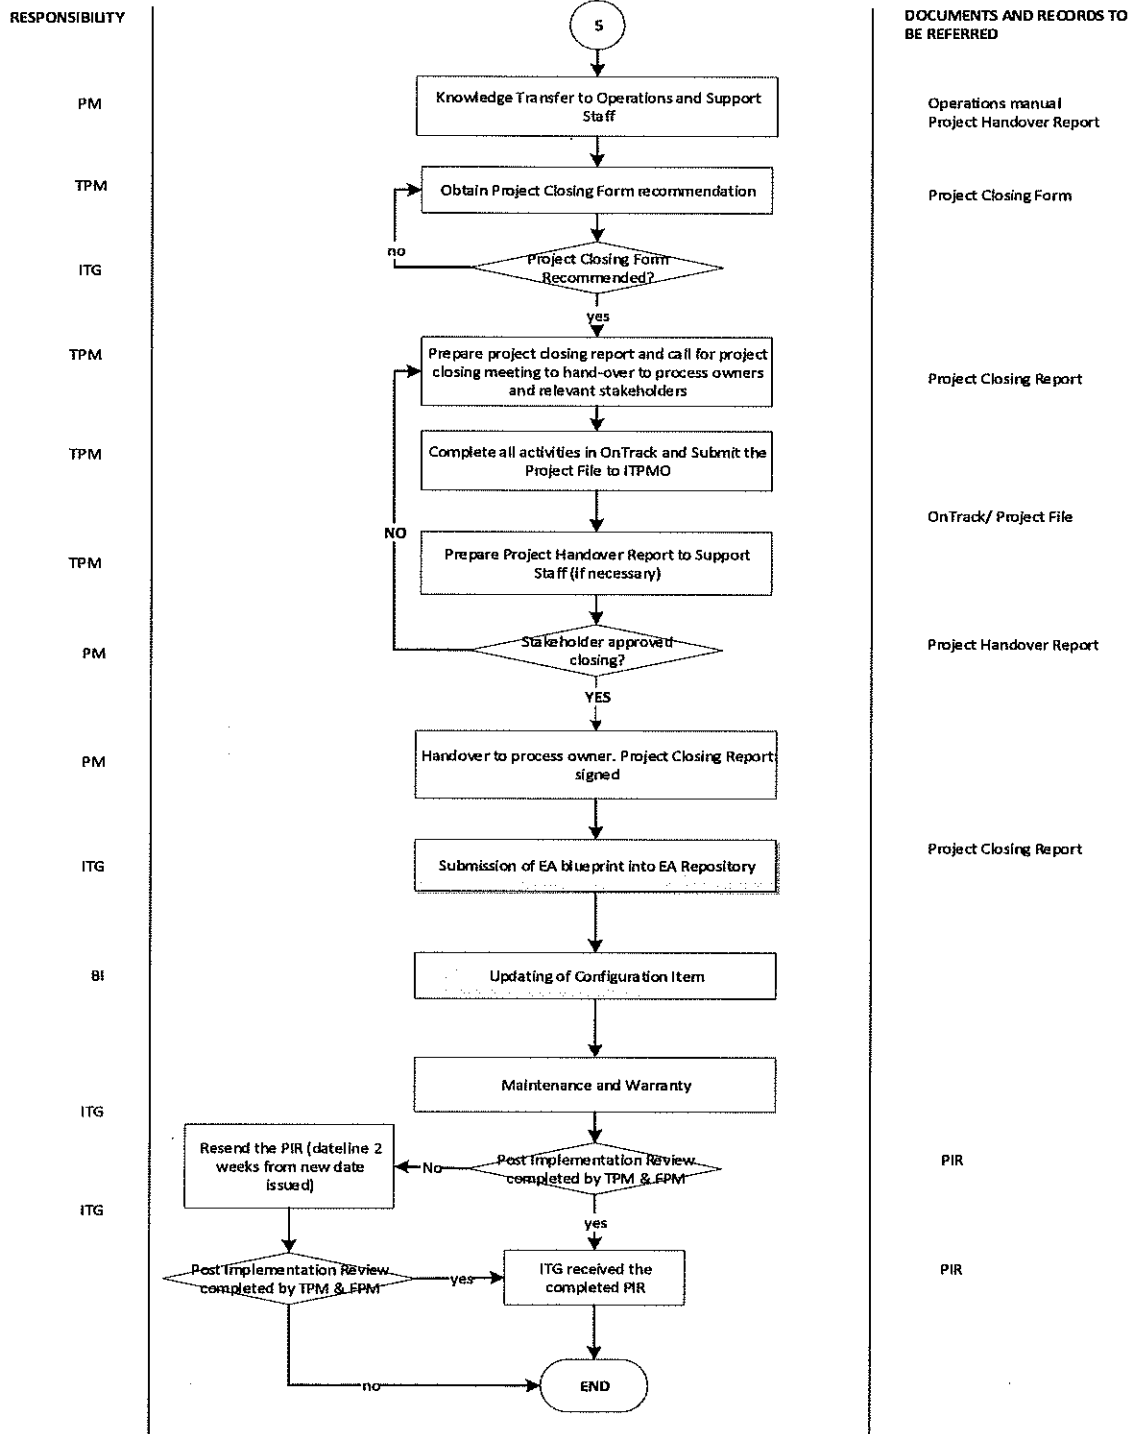 RESPONSIBILITY
DOCUMENTS AND RECORDS TO
BE REFERRED
5
PM
Knowledge Transfer to Operations and Support
Staff
Operations manual
Project Handover Report
TPM
Obtain Project Closing Form recommendation
Project Closing Form
no
ITG
Project Closing Form
Recommended?
yes
TPM
Prepare project closing report and call for project
closing meeting to hand-over to process owners
and relevant stakeholders
Project Closing Report
TPM
Complete all activities in OnTrack and Submit the
Project File to ITPMO
OnTrack/ Project File
NO
TPM
Prepare Project Handover Report to Support
Staff (if necessary)
PM
Stakeholder approved
closing?
Project Handover Report
YES
PM
Handover to process owner. Project Closing Report
signed
Project Closing Report
ITG
Submission of EA blueprint into EA Repository
BI
Updating of Configuration Item
Maintenance and Warranty
ITG
Resend the PIR (dateline 2
weeks from new date
issued)
No
Post Implementation Review
completed by TPM & FPM
PIR
ITG
yes
Post Implementation Review
completed by TPM & FPM
yes
ITG received the
completed PIR
PIR
no
END